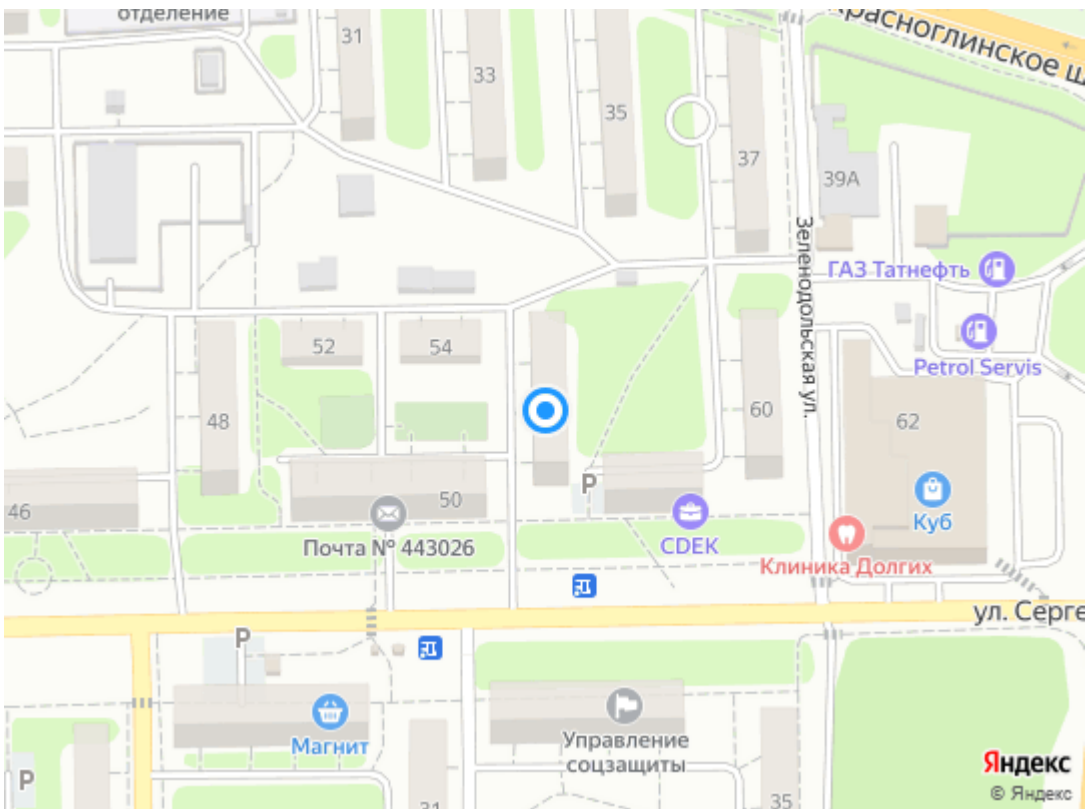 отделение
31
33
35
37
39А
Красноглинское ш
Зеленодольская ул.
ГАЗ Татнефть
Petrol Servis
52
54
48
60
62
46
50
P
Куб
Почта № 443026
CDEK
Клиника Долгих
ул. Серге
P
Магнит
Управление
соцзащиты
P
31
35
Яндекс
© Яндекс